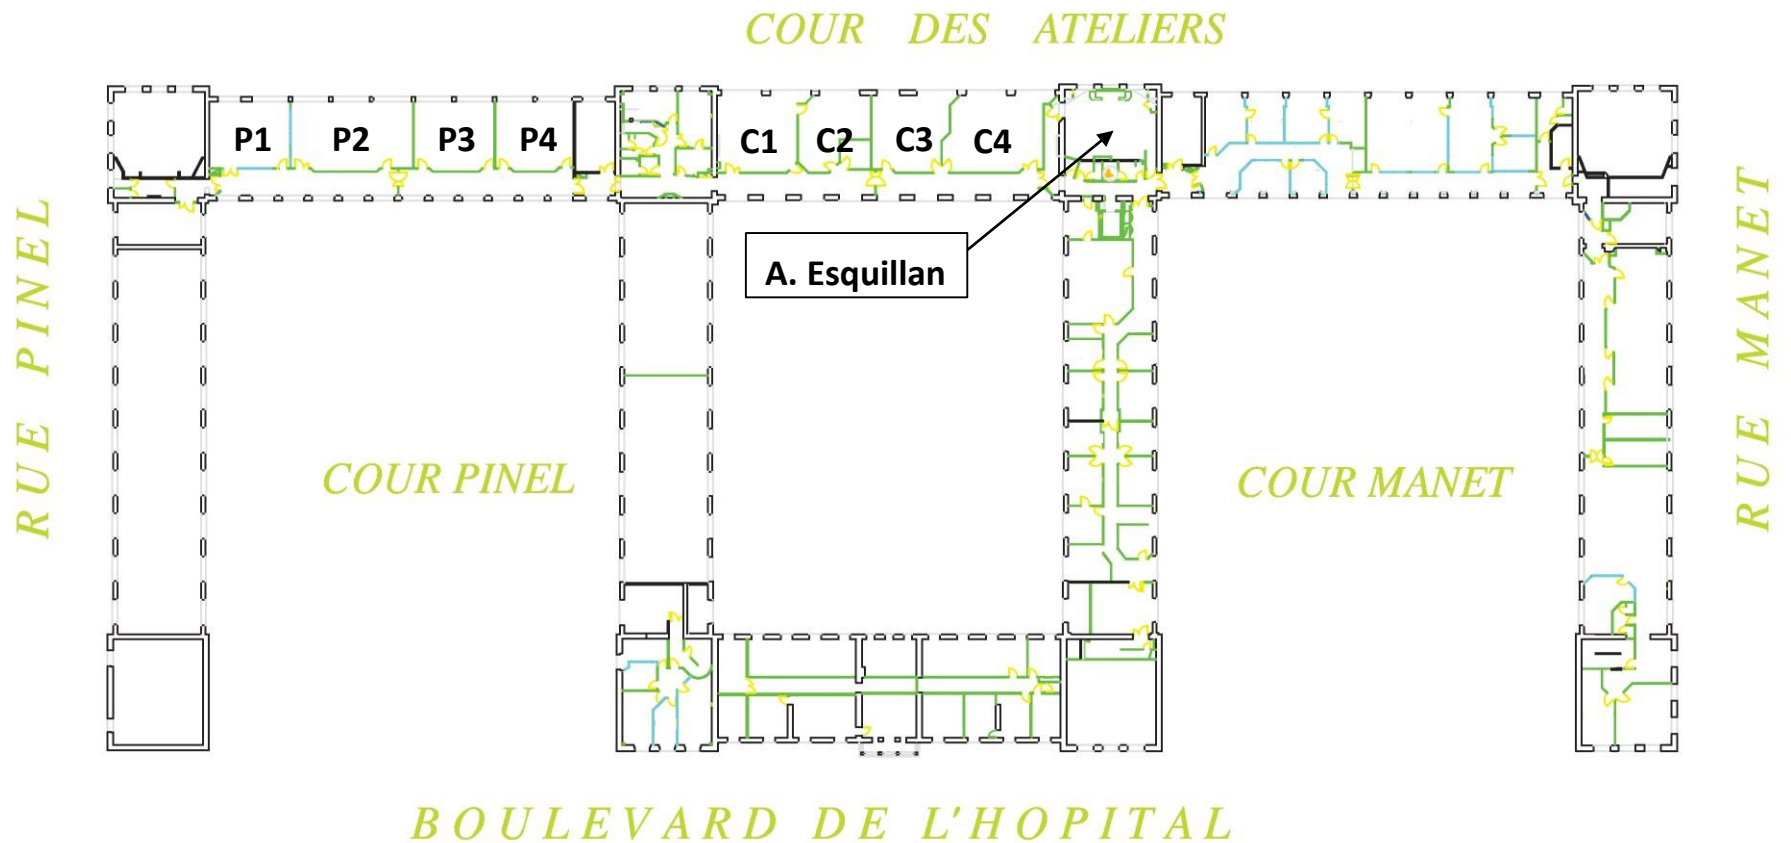 COUR DES ATELIERS
P1 P2 P3 P4 C1 C2 C3 C4
A. Esquillan
RUE PINEL
COUR PINEL
COUR MANET
RUE MANET
BOULEVARD DE L'HOPITAL